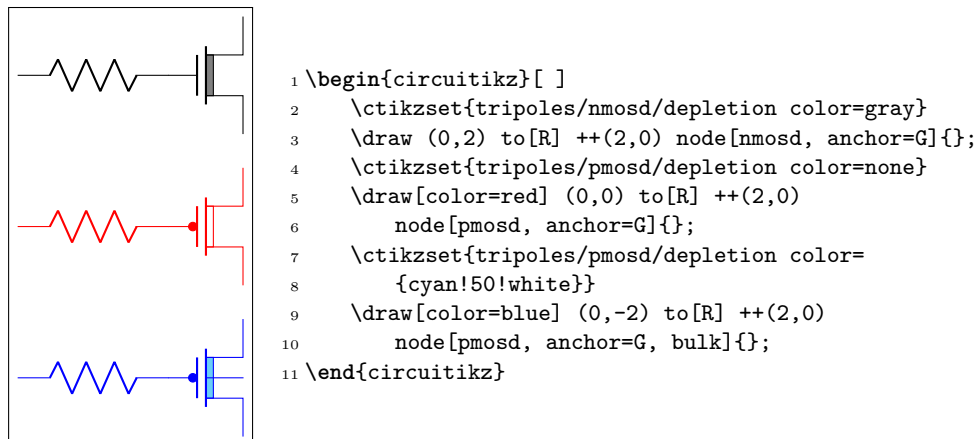 1 \begin{circuitikz}[ ]
2 \ctikzset{tripoles/nmosd/depletion color=gray}
3 \draw (0,2) to[R] ++(2,0) node[nmosd, anchor=G]{};
4 \ctikzset{tripoles/pmosd/depletion color=none}
5 \draw[color=red] (0,0) to[R] ++(2,0)
6 node[pmosd, anchor=G]{};
7 \ctikzset{tripoles/pmosd/depletion color=
8 {cyan!50!white}}
9 \draw[color=blue] (0,-2) to[R] ++(2,0)
10 node[pmosd, anchor=G, bulk]{};
11 \end{circuitikz}